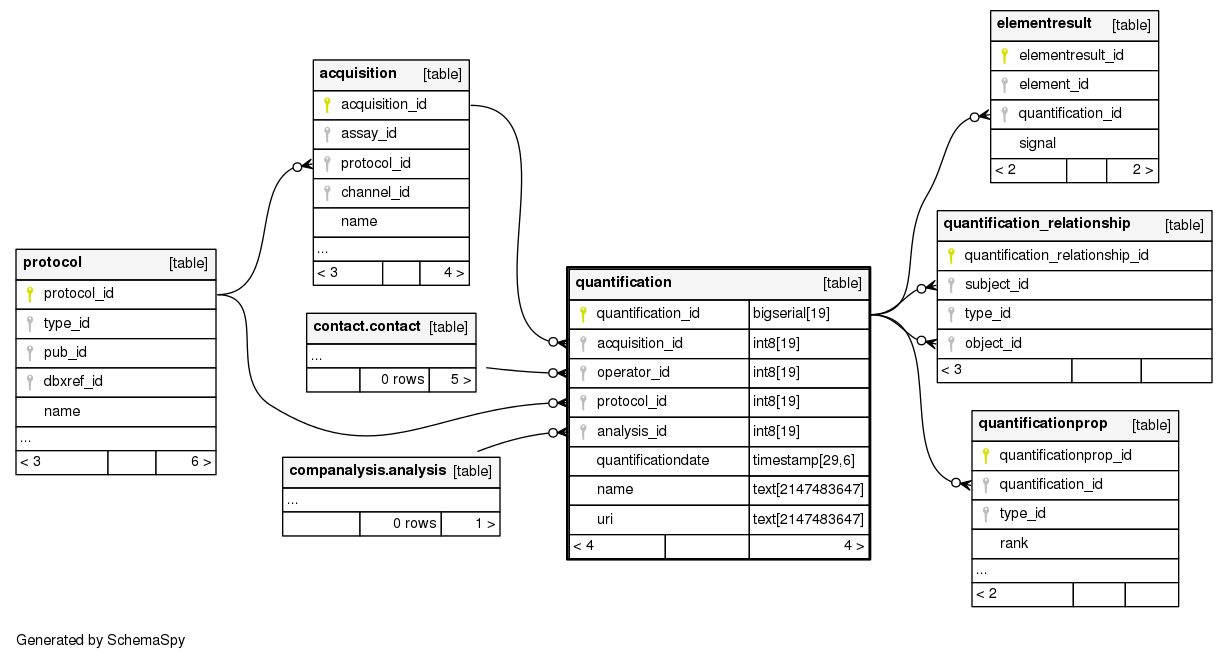 elementresult [table]
elementresult_id
element_id
quantification_id
signal
< 2 2 >
acquisition [table]
acquisition_id
assay_id
protocol_id
channel_id
name
...
< 3 4 >
quantification_relationship [table]
quantification_relationship_id
subject_id
type_id
object_id
< 3
protocol [table]
protocol_id
type_id
pub_id
dbxref_id
name
...
< 3 6 >
quantification [table]
quantification_id bigserial[19]
acquisition_id int8[19]
operator_id int8[19]
protocol_id int8[19]
analysis_id int8[19]
quantificationdate timestamp[29,6]
name text[2147483647]
uri text[2147483647]
< 4 4 >
contact.contact [table]
...
0 rows 5 >
companalysis.analysis [table]
...
0 rows 1 >
quantificationprop [table]
quantificationprop_id
quantification_id
type_id
rank
...
< 2
Generated by SchemaSpy